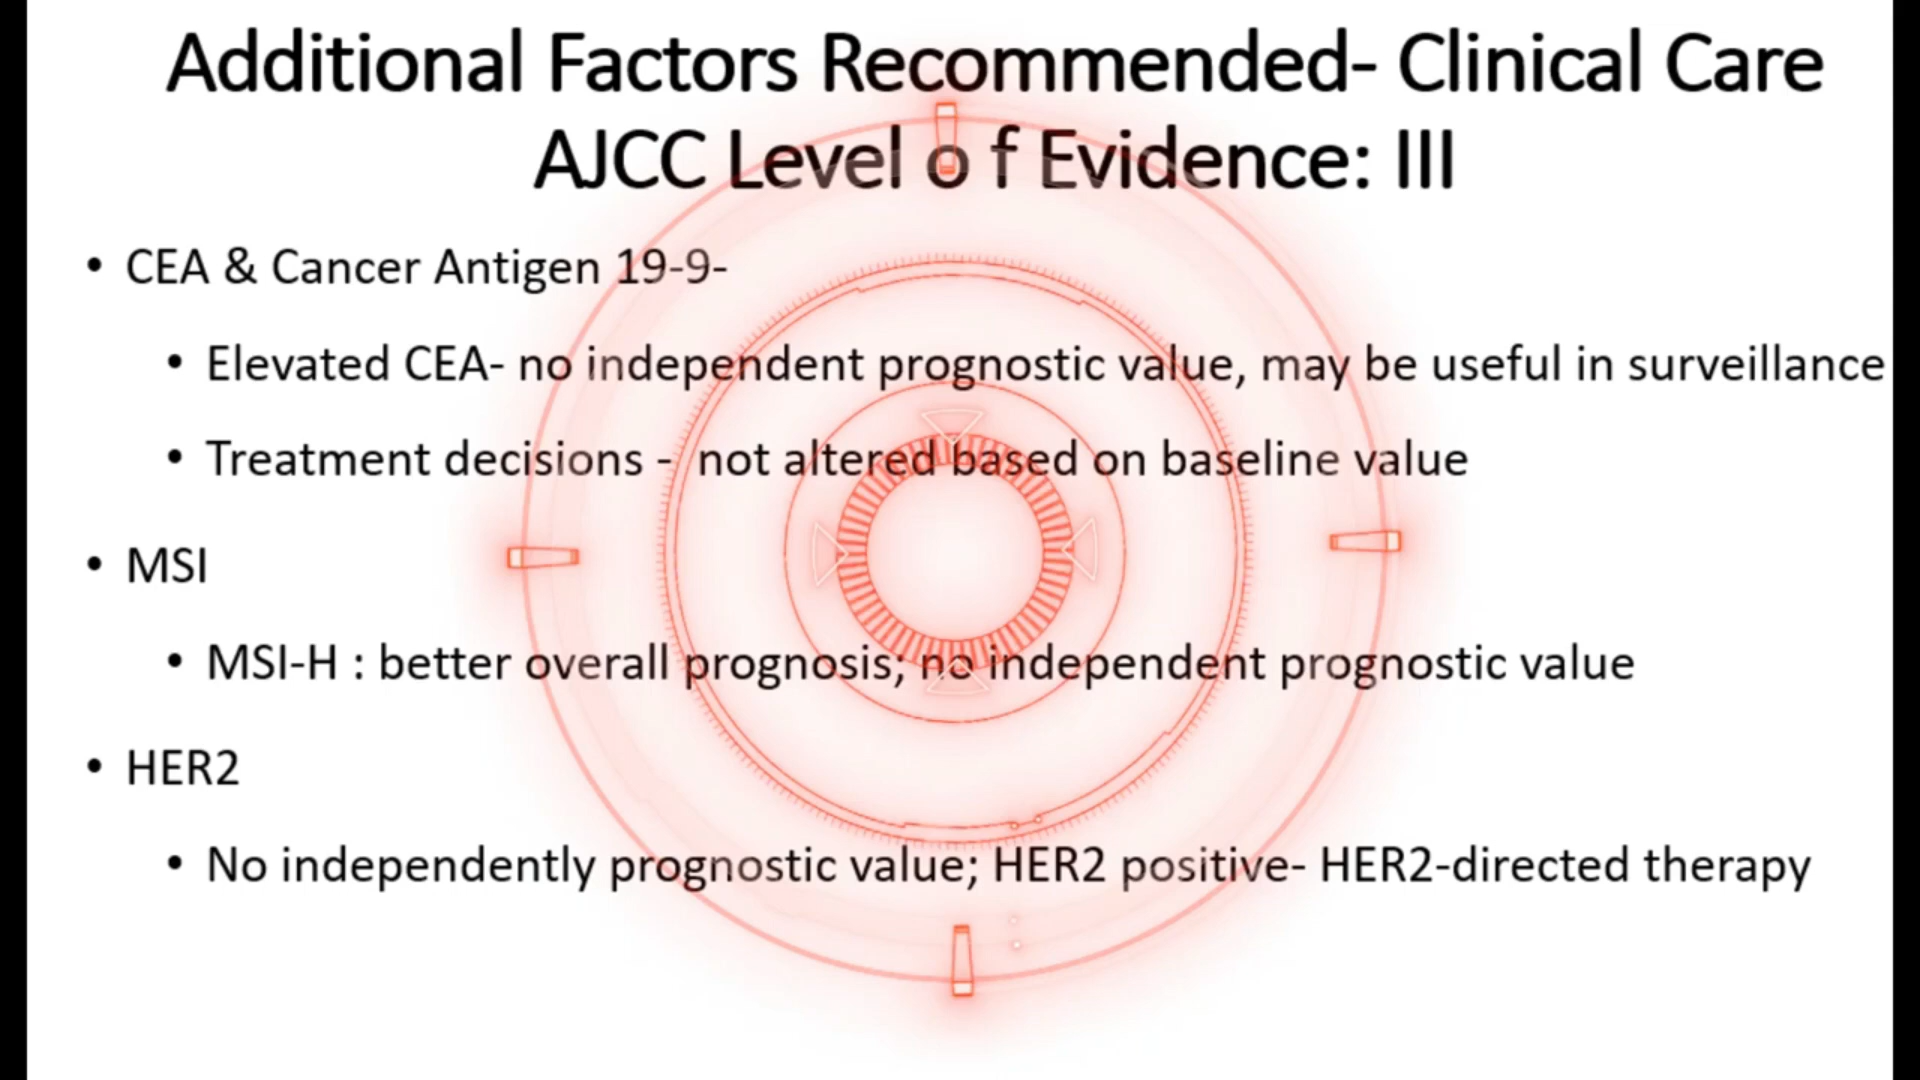 Additional Factors Recommended- Clinical Care
AJCC Level o f Evidence: III
• CEA & Cancer Antigen 19-9-
• Elevated CEA- no independent prognostic value, may be useful in surveillance
• Treatment decisions - not altered based on baseline value
• MSI
• MSI-H : better overall prognosis; no independent prognostic value
• HER2
• No independently prognostic value; HER2 positive- HER2-directed therapy